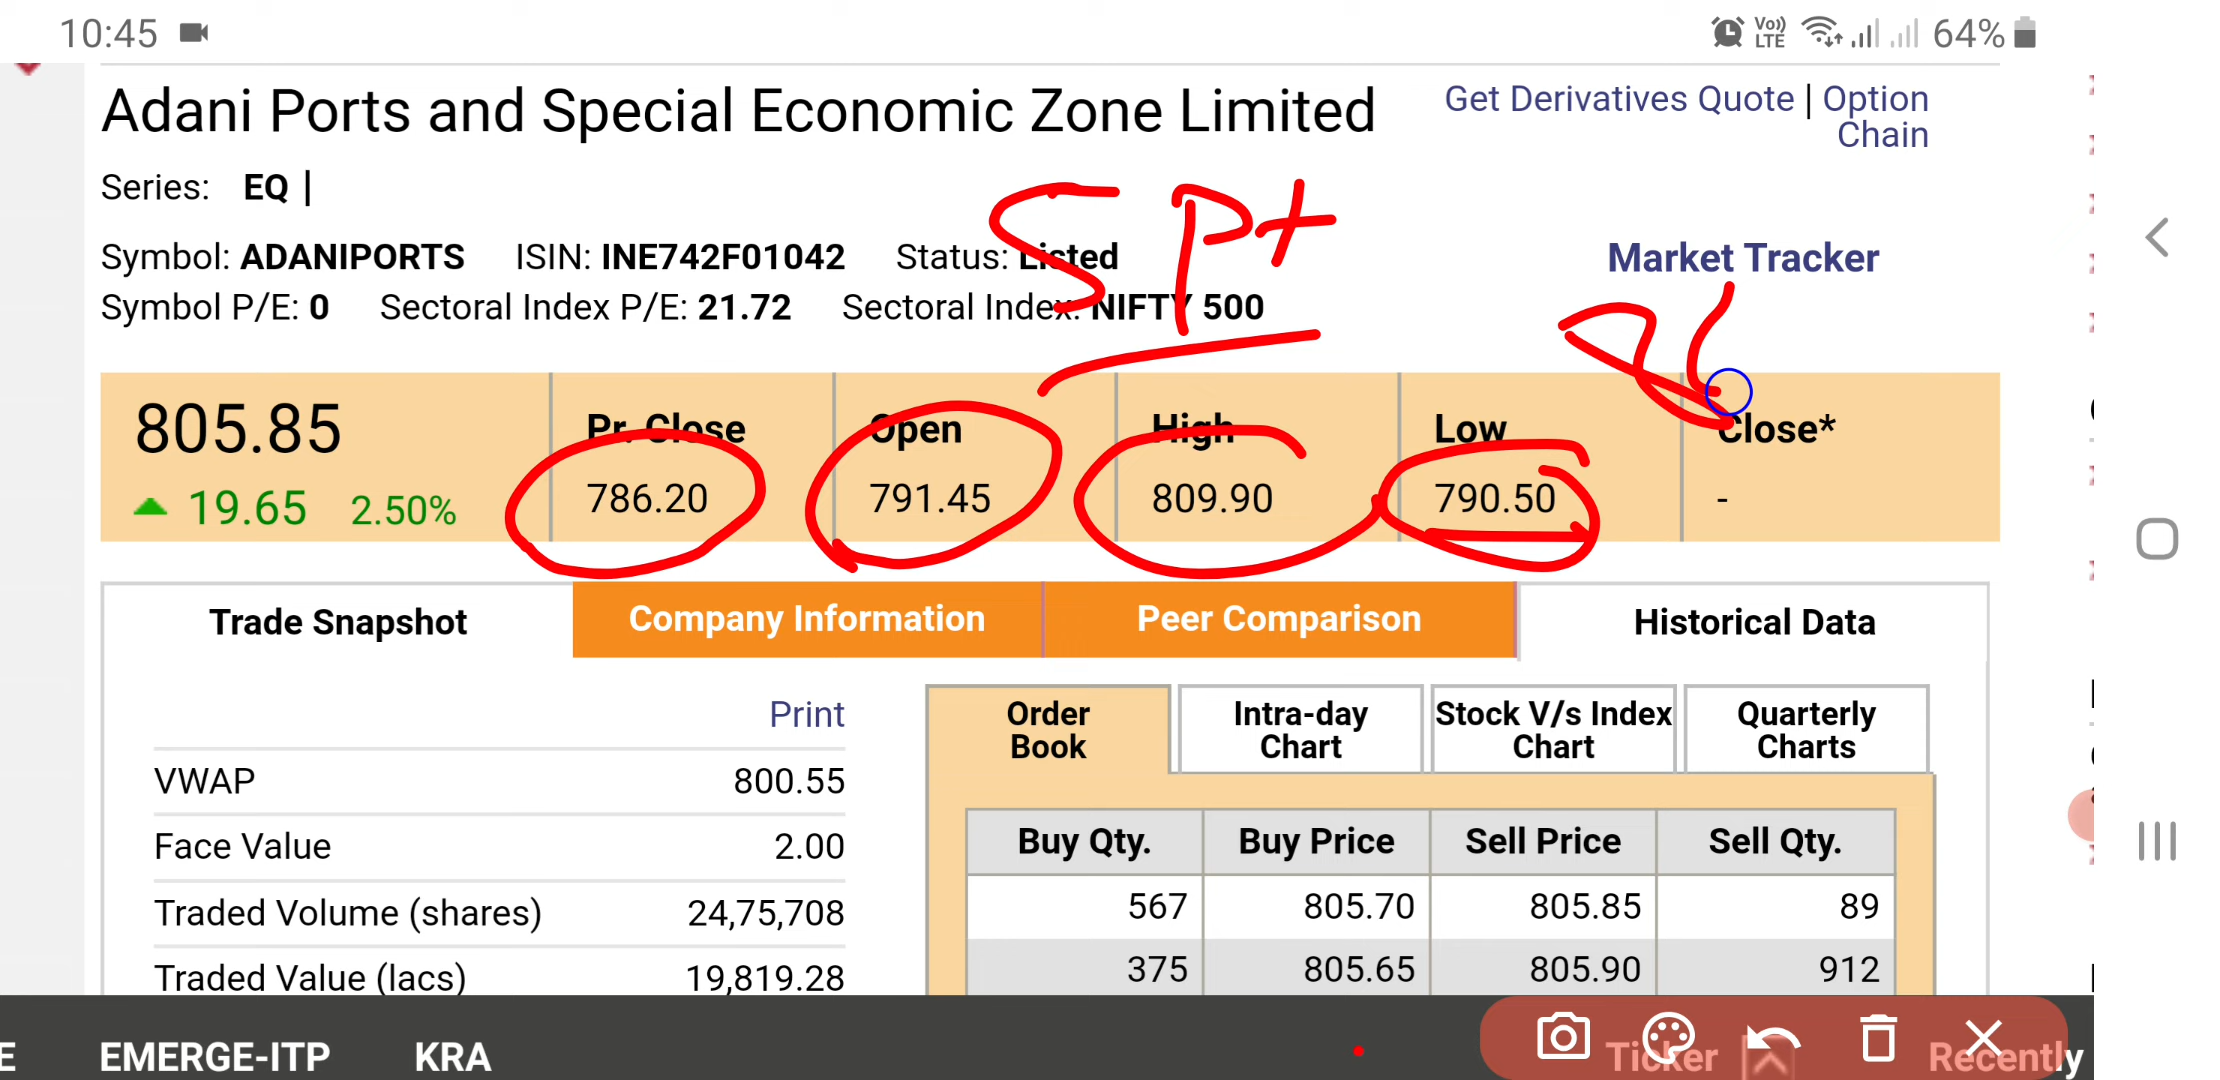 10:45 Vo)) LTE 64%
Adani Ports and Special Economic Zone Limited
Get Derivatives Quote | Option Chain
Series: EQ |
5 Pt
Symbol: ADANIPORTS ISIN: INE742F01042 Status: Listed
Market Tracker
Symbol P/E: 0 Sectoral Index P/E: 21.72 Sectoral Index: NIFTY 500
805.85 Pr. Close Open High Low Close*
19.65 2.50% 786.20 791.45 809.90 790.50 -
Trade Snapshot Company Information Peer Comparison Historical Data
Print
Order Book Intra-day Chart Stock V/s Index Chart Quarterly Charts
VWAP 800.55
Face Value 2.00
Traded Volume (shares) 24,75,708
Traded Value (lacs) 19,819.28
Buy Qty. Buy Price Sell Price Sell Qty.
567 805.70 805.85 89
375 805.65 805.90 912
E EMERGE-ITP KRA Ticker Recently